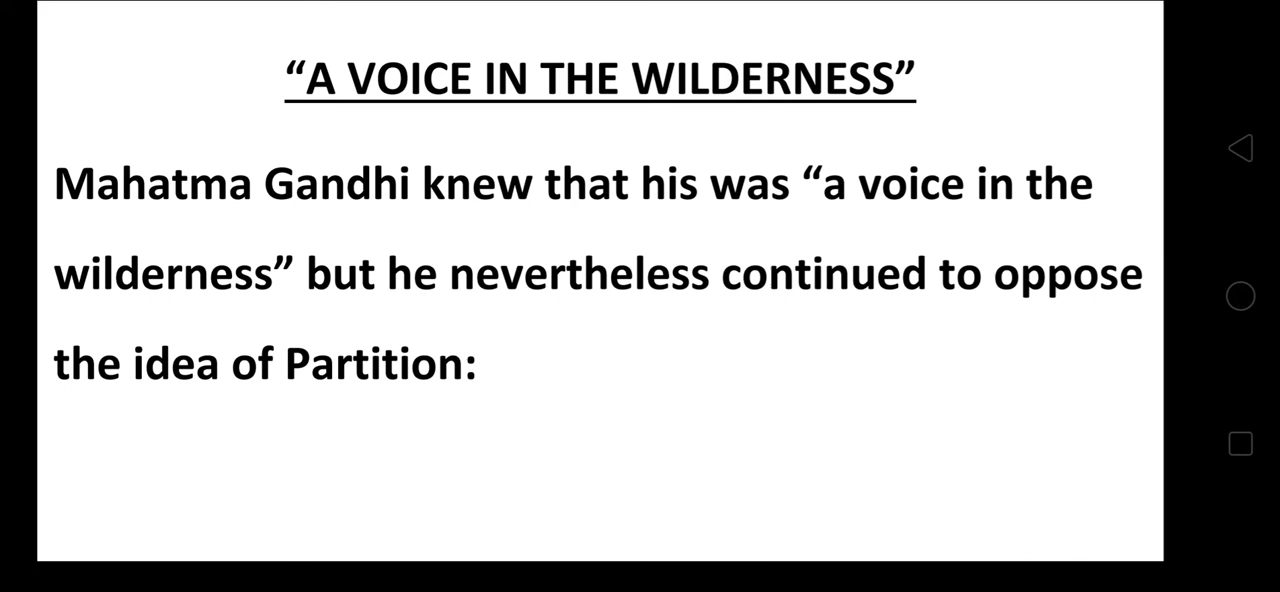 “A VOICE IN THE WILDERNESS”
Mahatma Gandhi knew that his was “a voice in the
wilderness” but he nevertheless continued to oppose
the idea of Partition: